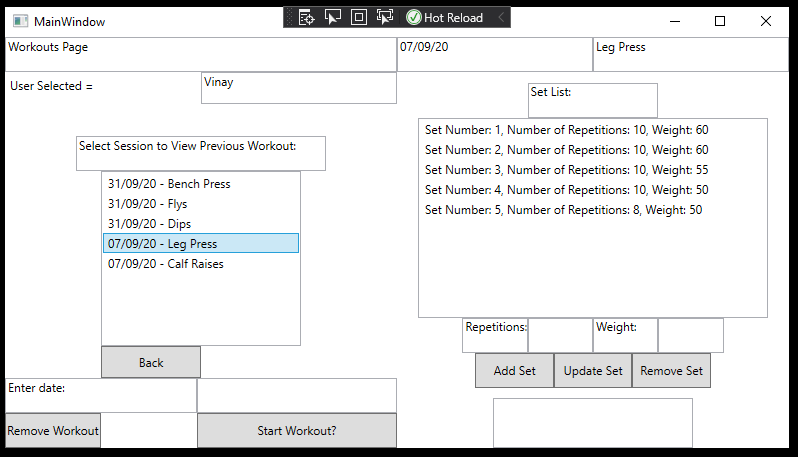 MainWindow
Hot Reload
Workouts Page
07/09/20
Leg Press
User Selected =
Vinay
Set List:
Select Session to View Previous Workout:
31/09/20 - Bench Press
31/09/20 - Flys
31/09/20 - Dips
07/09/20 - Leg Press
07/09/20 - Calf Raises
Set Number: 1, Number of Repetitions: 10, Weight: 60
Set Number: 2, Number of Repetitions: 10, Weight: 60
Set Number: 3, Number of Repetitions: 10, Weight: 55
Set Number: 4, Number of Repetitions: 10, Weight: 50
Set Number: 5, Number of Repetitions: 8, Weight: 50
Repetitions:
Weight:
Back
Add Set
Update Set
Remove Set
Enter date:
Remove Workout
Start Workout?